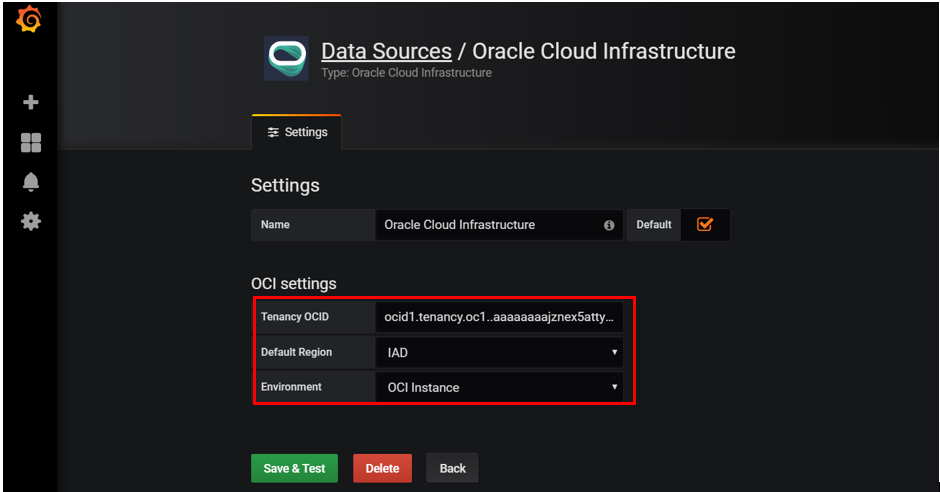 Data Sources / Oracle Cloud Infrastructure
Type: Oracle Cloud Infrastructure
Settings
Settings
Name Oracle Cloud Infrastructure Default
OCI settings
Tenancy OCID ocid1.tenancy.oc1..aaaaaaaajznex5atty...
Default Region IAD
Environment OCI Instance
Save & Test Delete Back